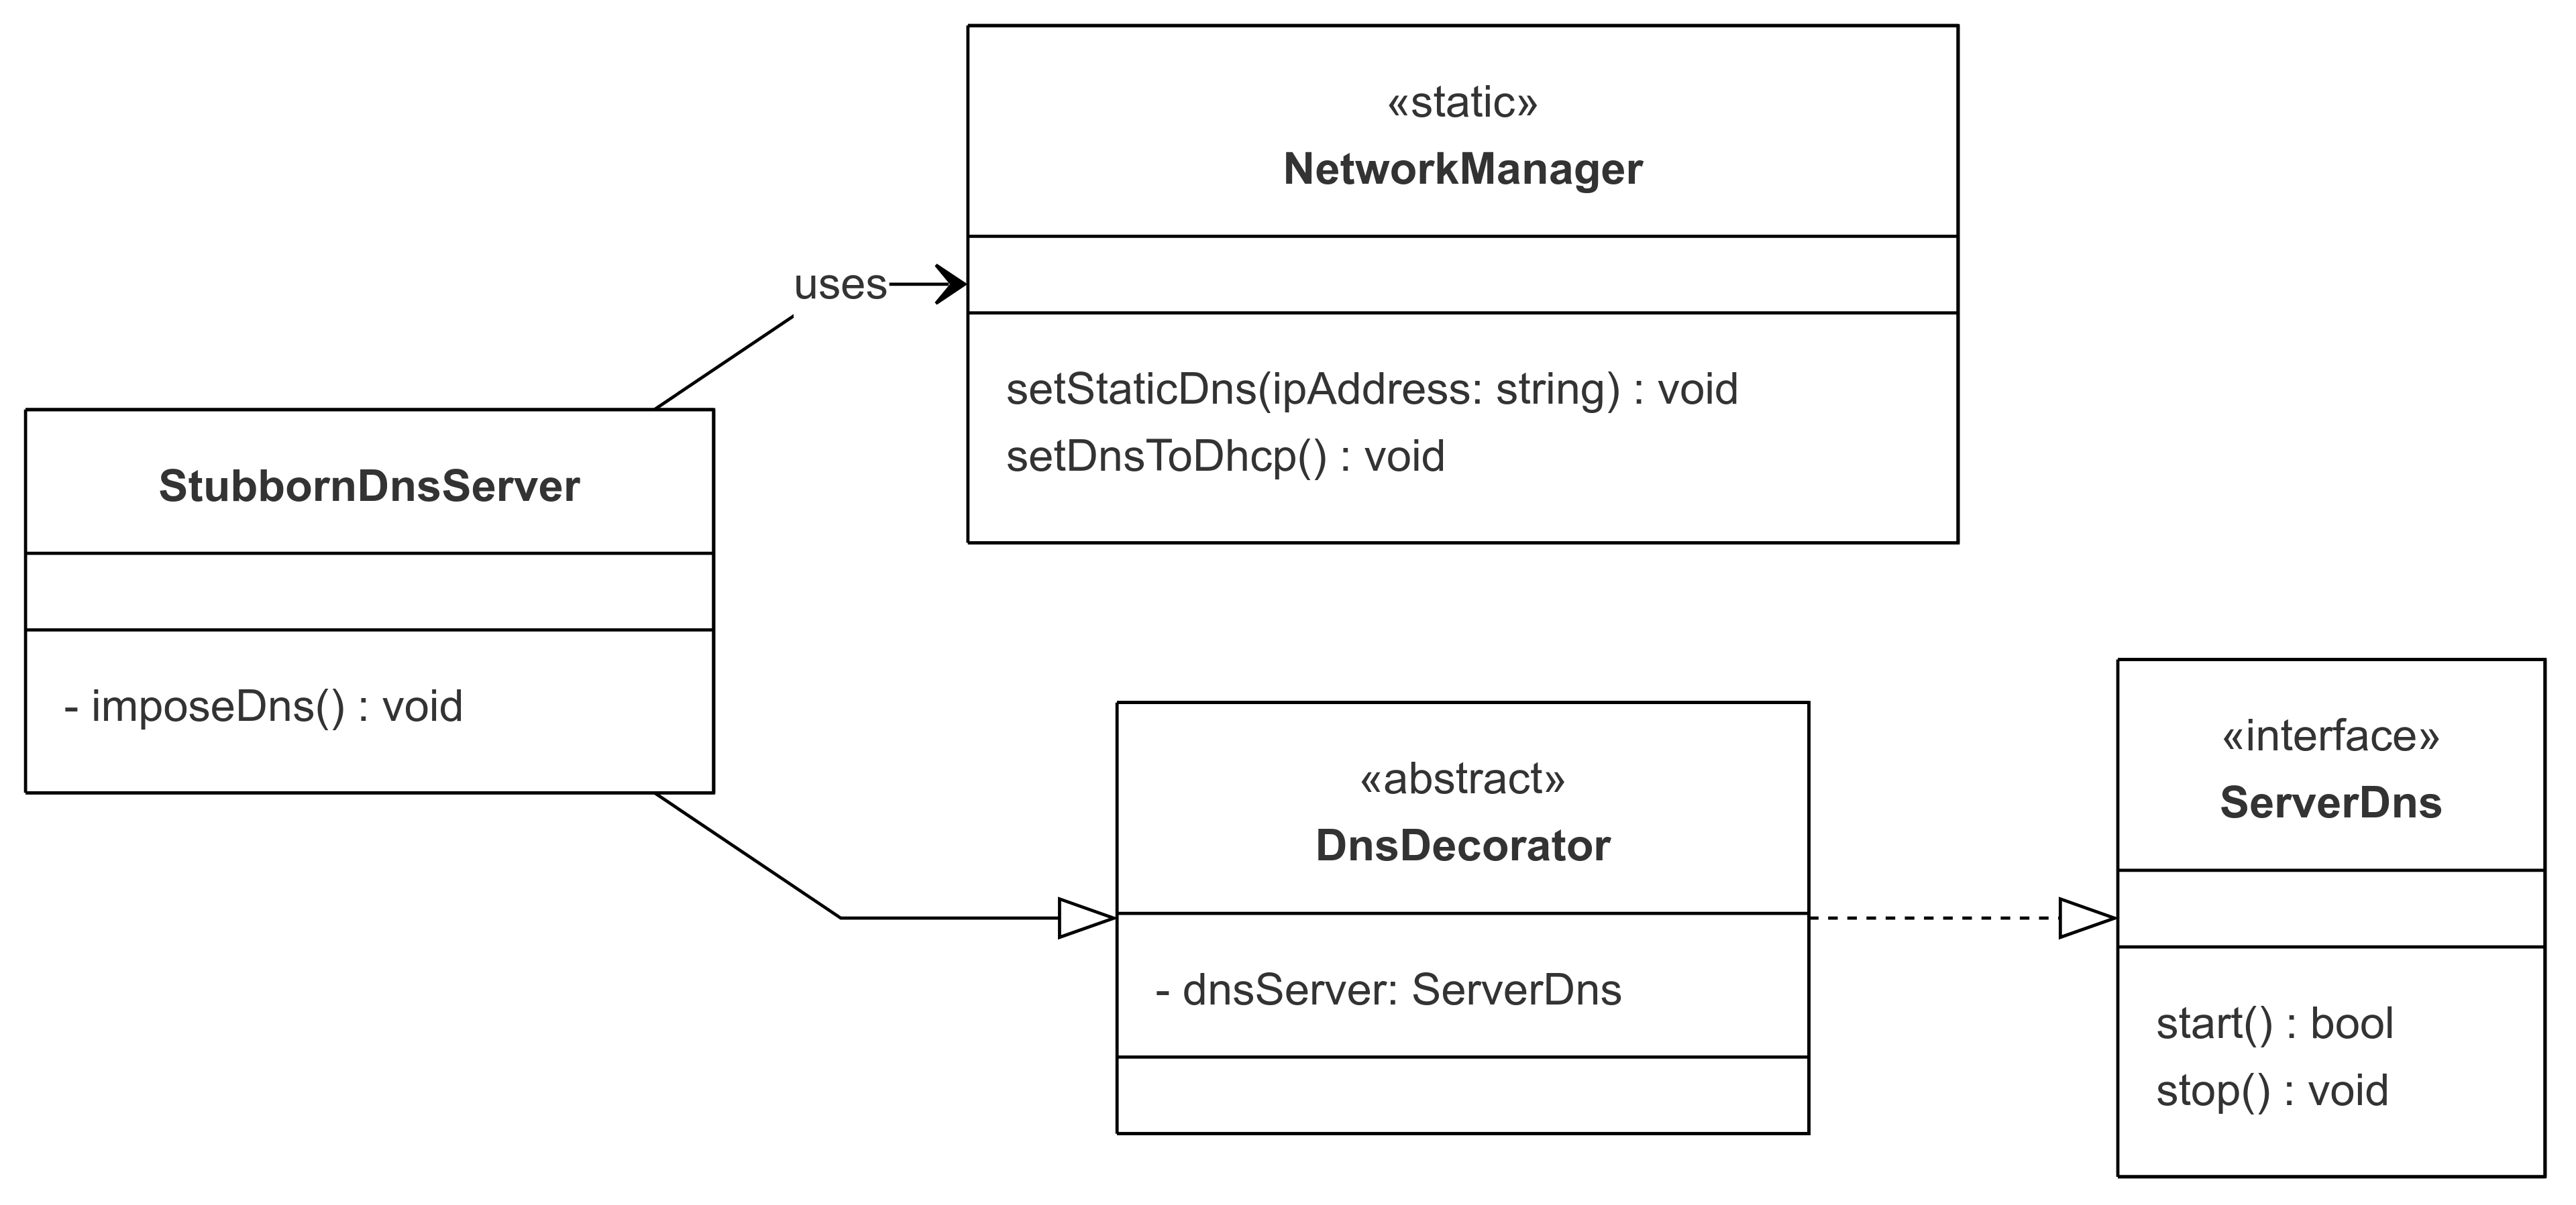 «static»
NetworkManager
setStaticDns(ipAddress: string) : void
setDnsToDhcp() : void
uses
StubbornDnsServer
- imposeDns() : void
«abstract»
DnsDecorator
- dnsServer: ServerDns
«interface»
ServerDns
start() : bool
stop() : void